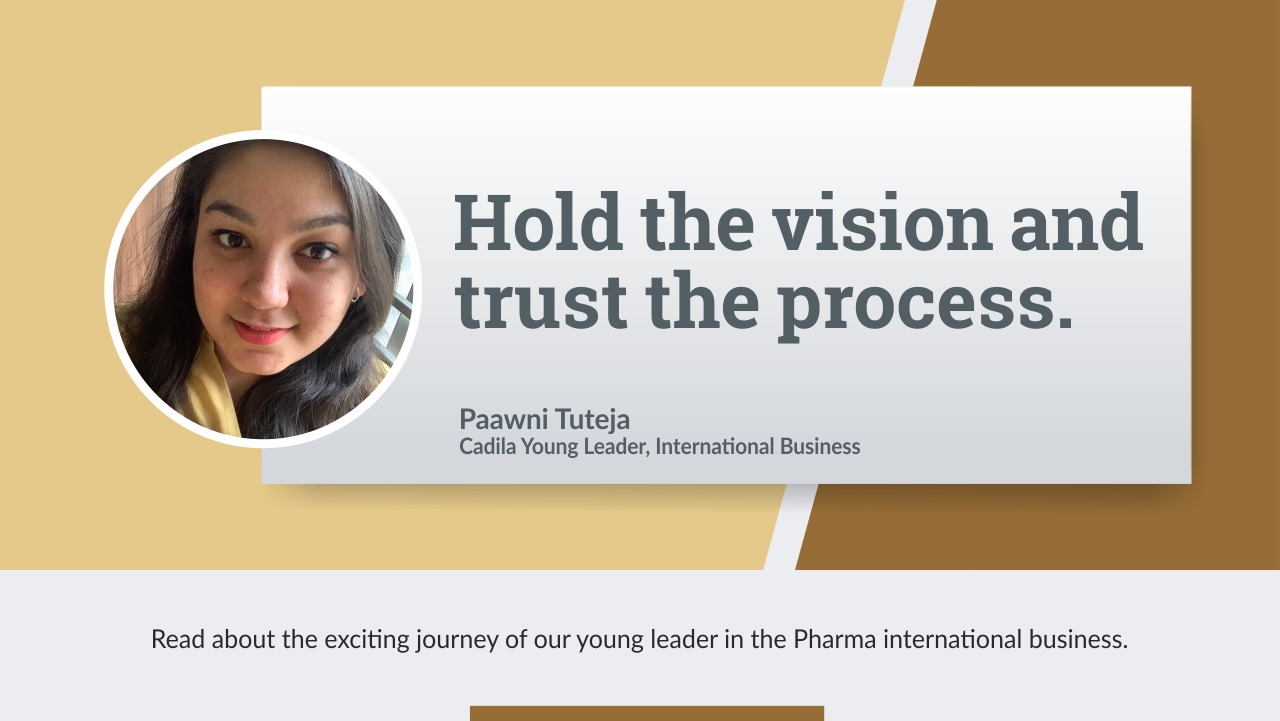 Hold the vision and
trust the process.
Paawni Tuteja
Cadila Young Leader, International Business
Read about the exciting journey of our young leader in the Pharma international business.